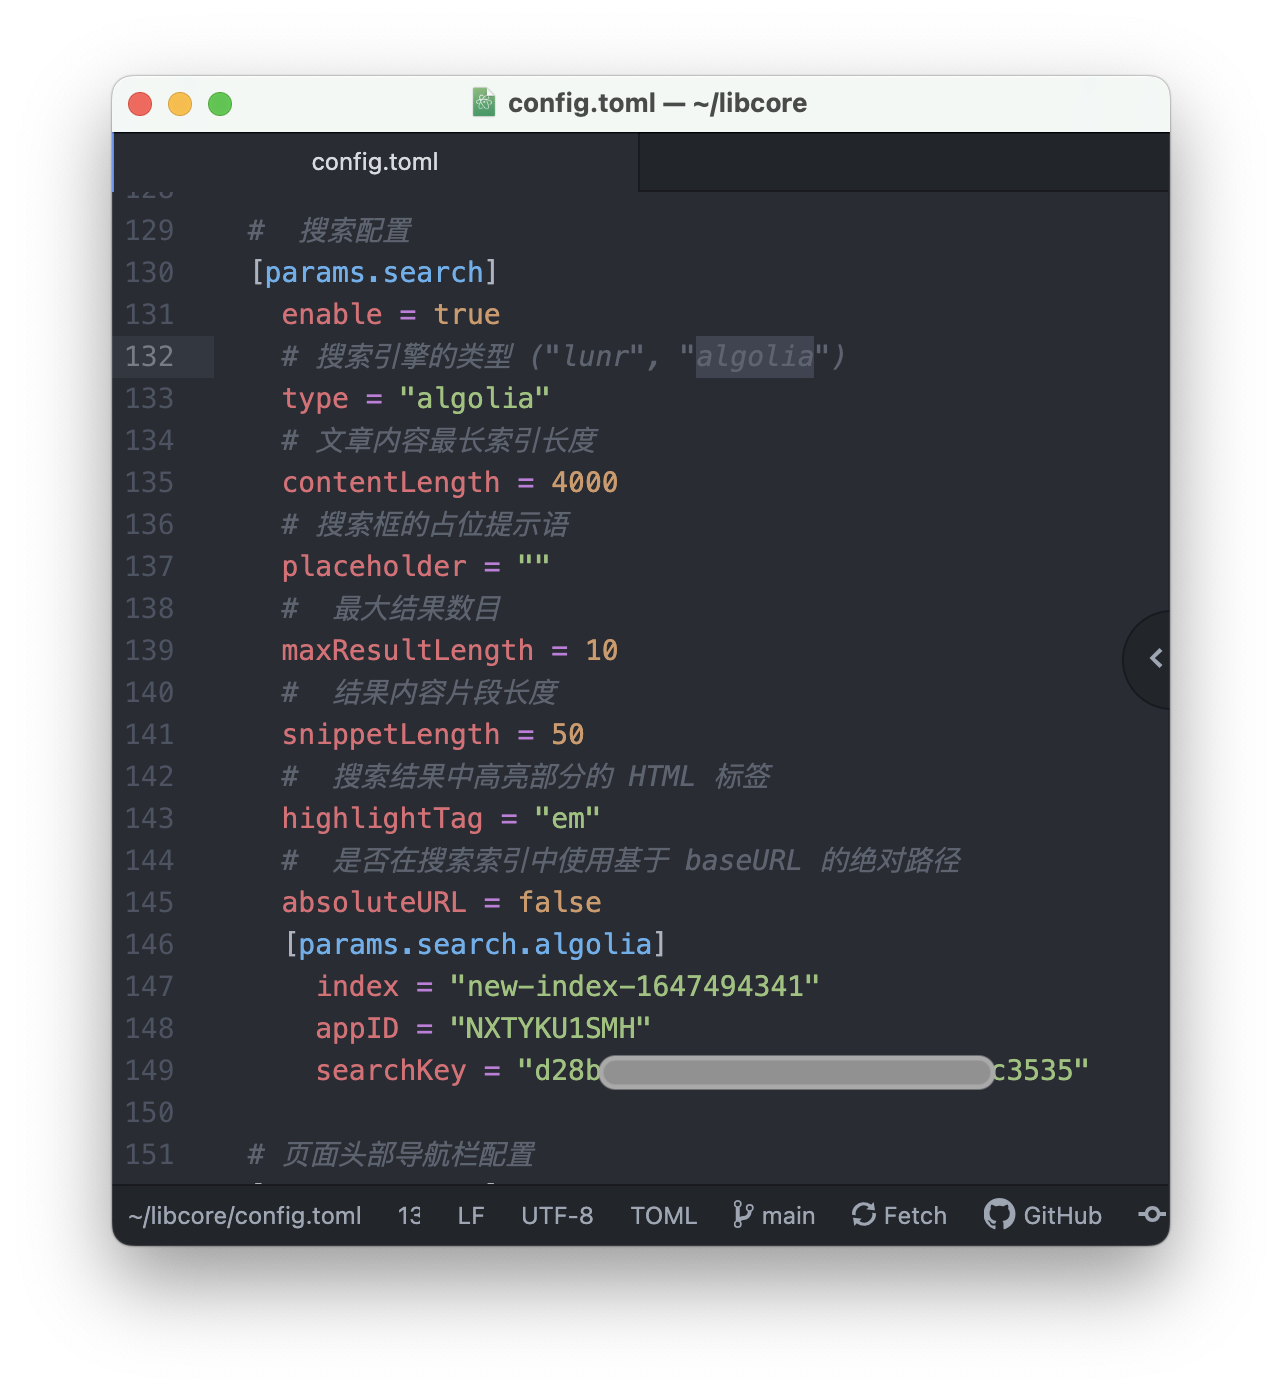 config.toml — ~/libcore
config.toml
128
129 #  搜索配置
130 [params.search]
131 enable = true
132 # 搜索引擎的类型 ("lunr", "algolia")
133 type = "algolia"
134 # 文章内容最长索引长度
135 contentLength = 4000
136 # 搜索框的占位提示语
137 placeholder = ""
138 #  最大结果数目
139 maxResultLength = 10
140 #  结果内容片段长度
141 snippetLength = 50
142 #  搜索结果中高亮部分的 HTML 标签
143 highlightTag = "em"
144 #  是否在搜索索引中使用基于 baseURL 的绝对路径
145 absoluteURL = false
146 [params.search.algolia]
147 index = "new-index-1647494341"
148 appID = "NXTYKU1SMH"
149 searchKey = "d28b c3535"
150
151 # 页面头部导航栏配置
~/libcore/config.toml 13 LF UTF-8 TOML main Fetch GitHub